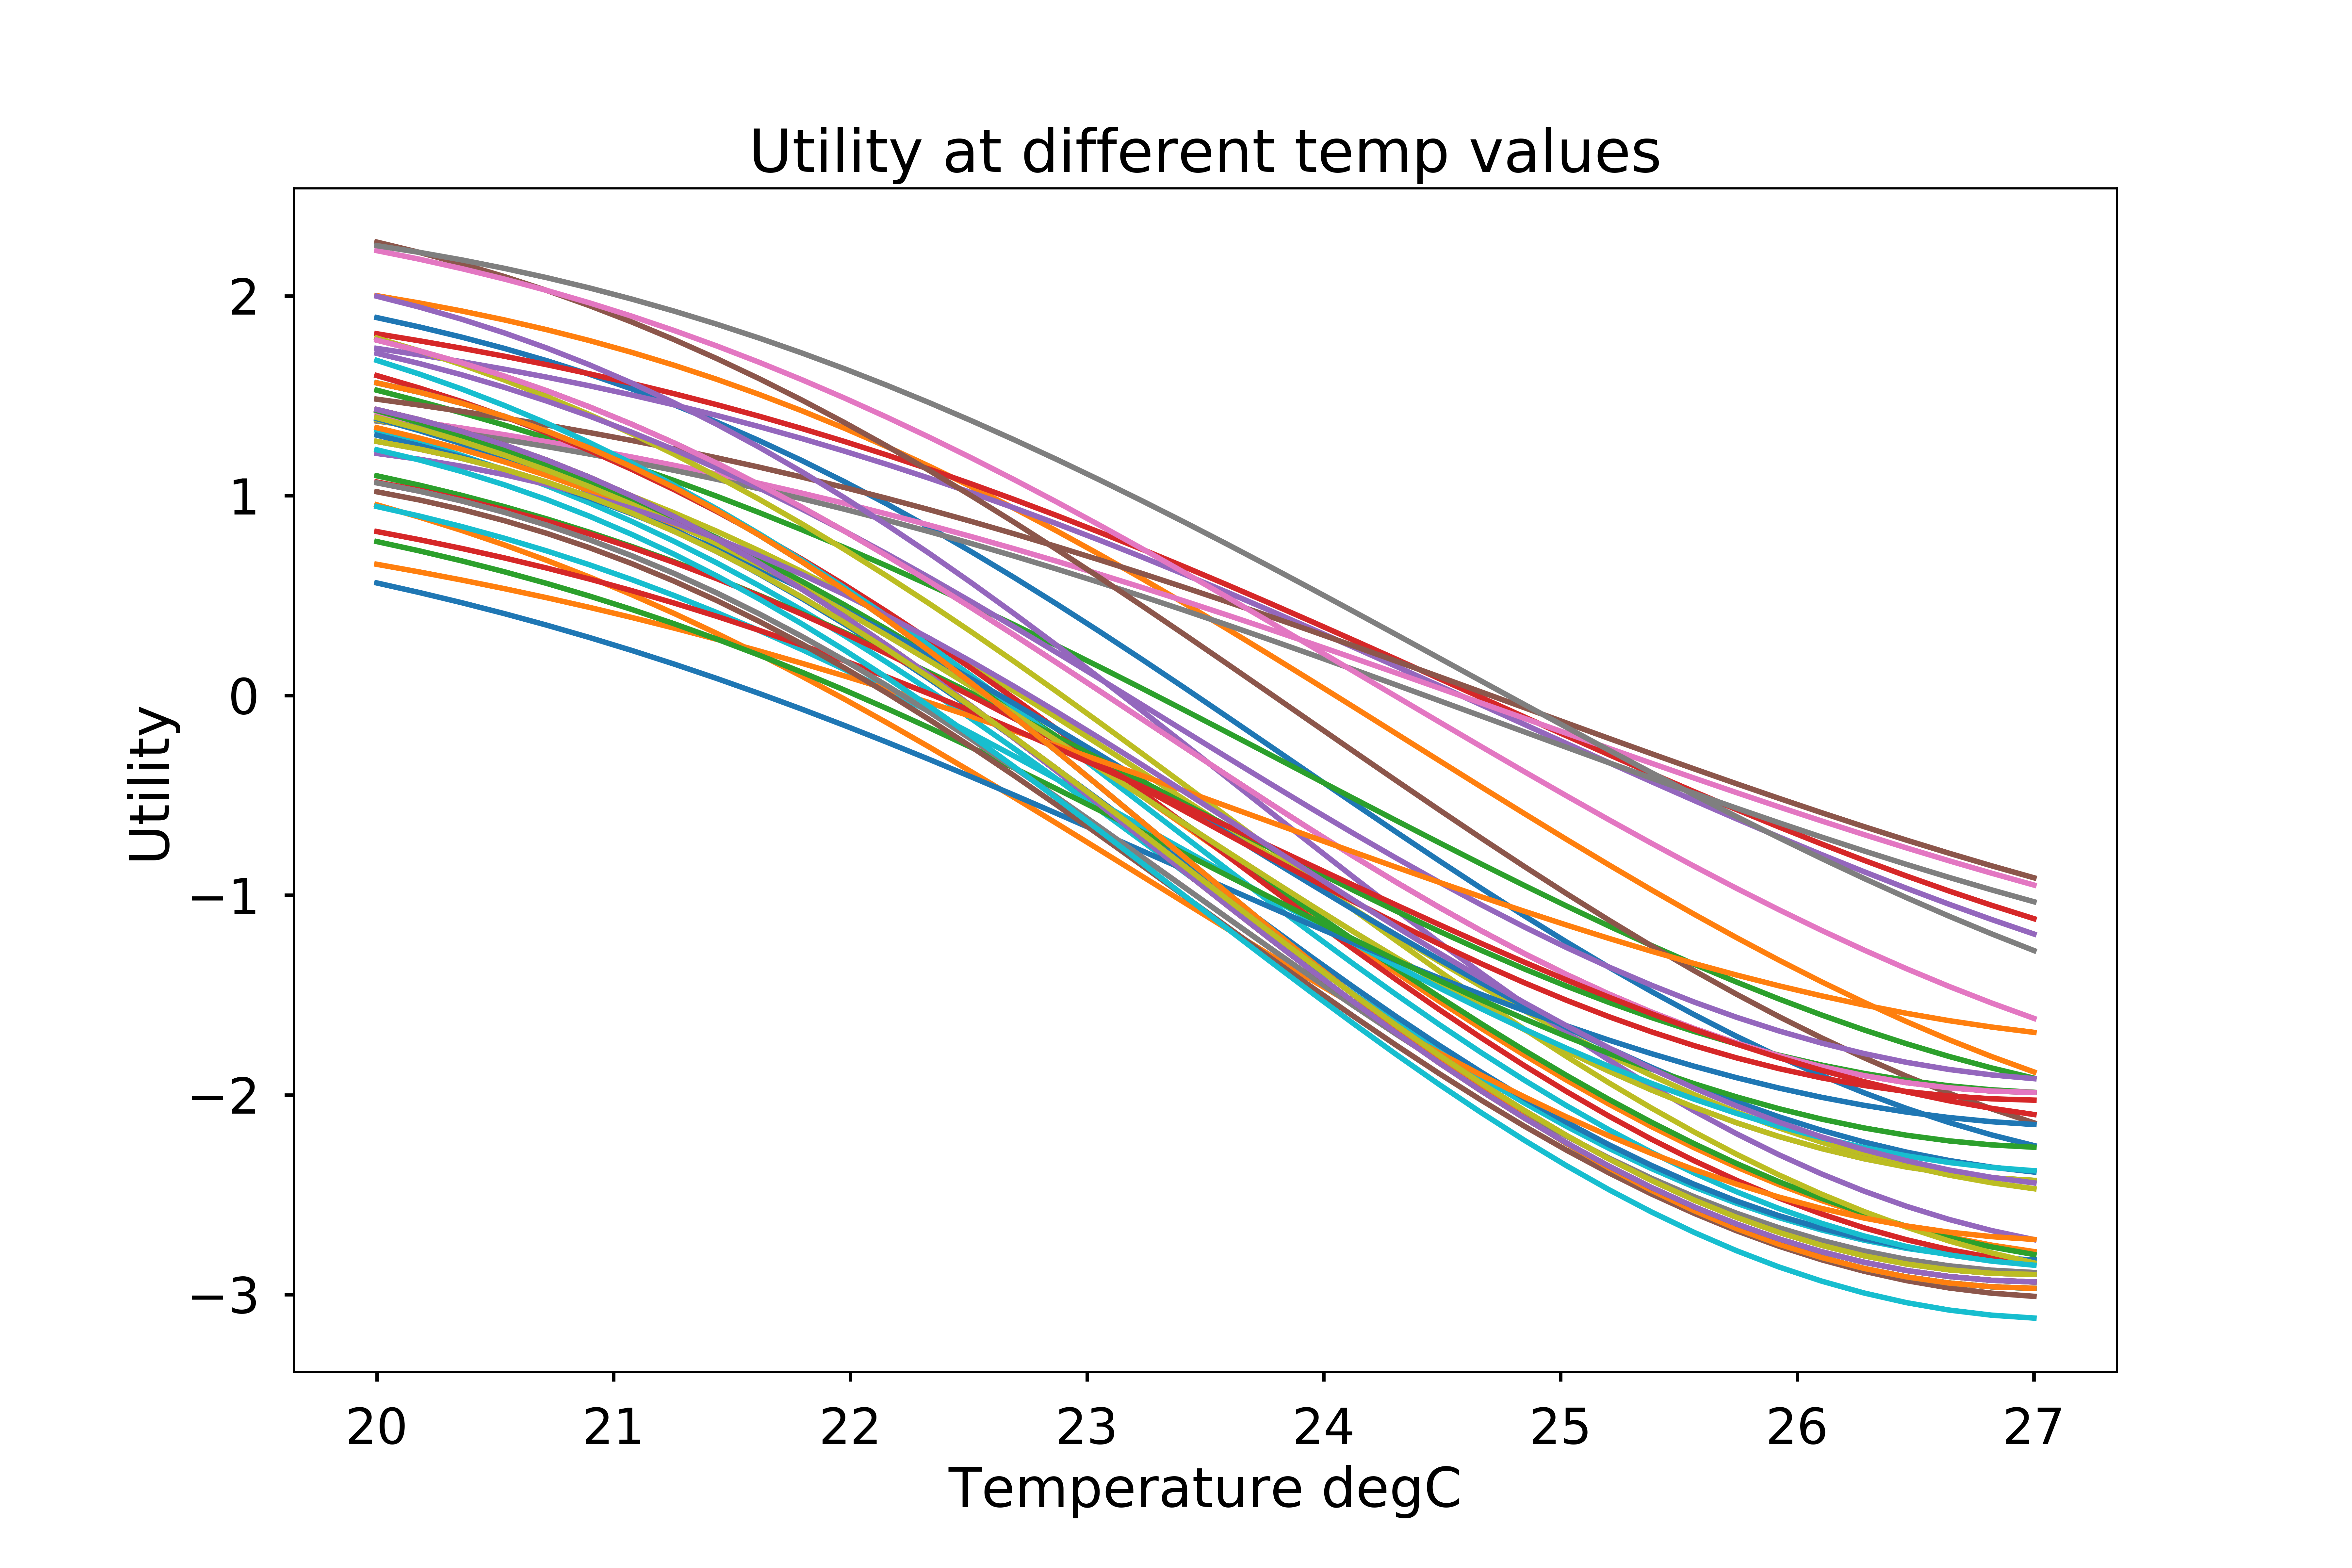 Utility at different temp values
Utility
2
1
0
−1
−2
−3
20 21 22 23 24 25 26 27
Temperature degC